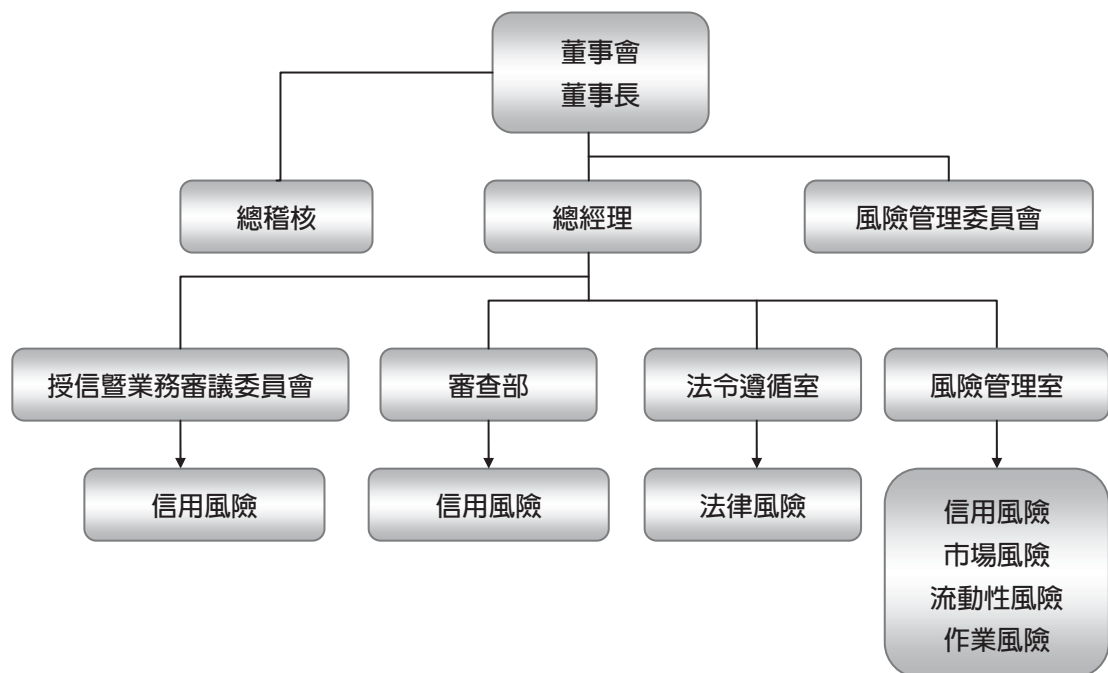 董事會
董事長
總稽核
總經理
風險管理委員會
授信暨業務審議委員會
審查部
法令遵循室
風險管理室
信用風險
信用風險
法律風險
信用風險
市場風險
流動性風險
作業風險